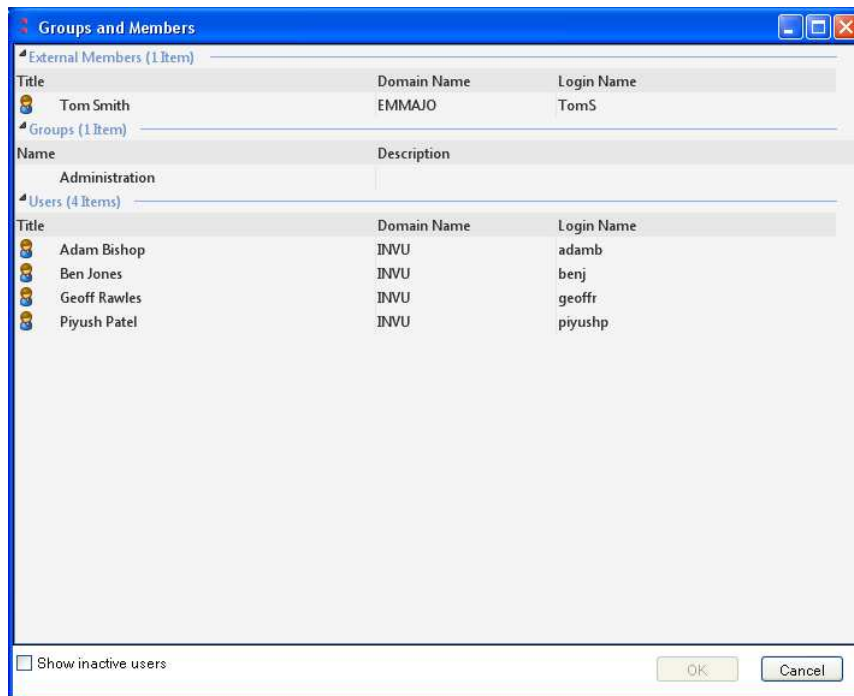 Groups and Members
External Members (1 Item)
Title Domain Name Login Name
Tom Smith EMMAJO TomS
Groups (1 Item)
Name Description
Administration
Users (4 Items)
Title Domain Name Login Name
Adam Bishop INVU adamb
Ben Jones INVU benj
Geoff Rawles INVU geoffr
Piyush Patel INVU piyushp
Show inactive users OK Cancel